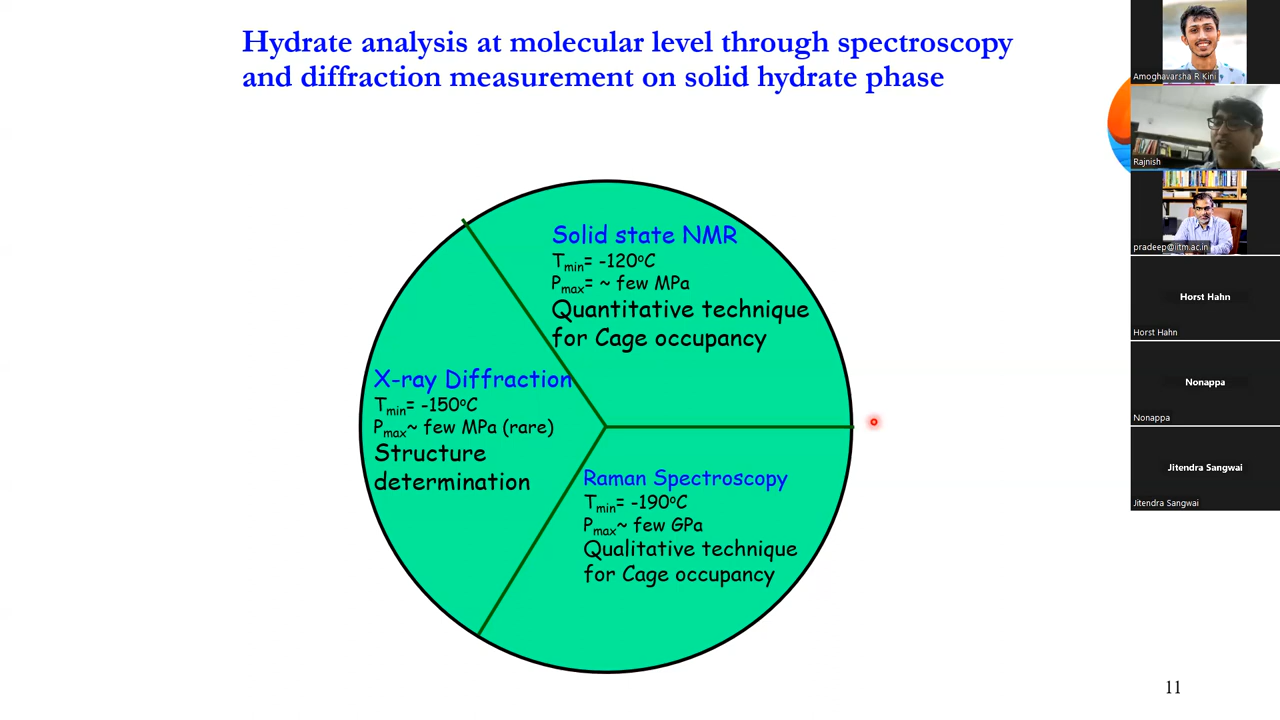 Hydrate analysis at molecular level through spectroscopy
and diffraction measurement on solid hydrate phase
Solid state NMR
Tmin= -120oC
Pmax= ~ few MPa
Quantitative technique
for Cage occupancy
X-ray Diffraction
Tmin= -150oC
Pmax~ few MPa (rare)
Structure
determination
Raman Spectroscopy
Tmin= -190oC
Pmax~ few GPa
Qualitative technique
for Cage occupancy
11
Amoghavarsha R Kini
Rajnish
pradeep@iitm.ac.in
Horst Hahn
Horst Hahn
Nonappa
Nonappa
Jitendra Sangwai
Jitendra Sangwai